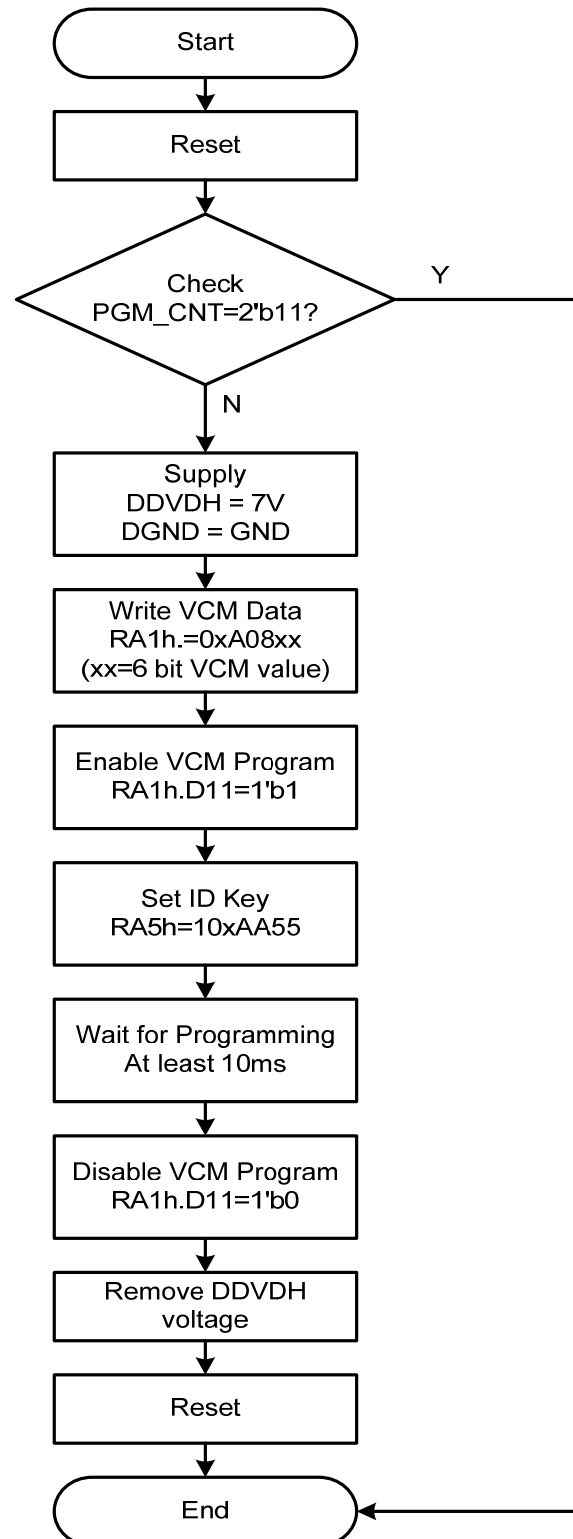 Start
Reset
Check
PGM_CNT=2'b11?
Y
N
Supply
DDVDH = 7V
DGND = GND
Write VCM Data
RA1h.=0xA08xx
(xx=6 bit VCM value)
Enable VCM Program
RA1h.D11=1'b1
Set ID Key
RA5h=10xAA55
Wait for Programming
At least 10ms
Disable VCM Program
RA1h.D11=1'b0
Remove DDVDH
voltage
Reset
End